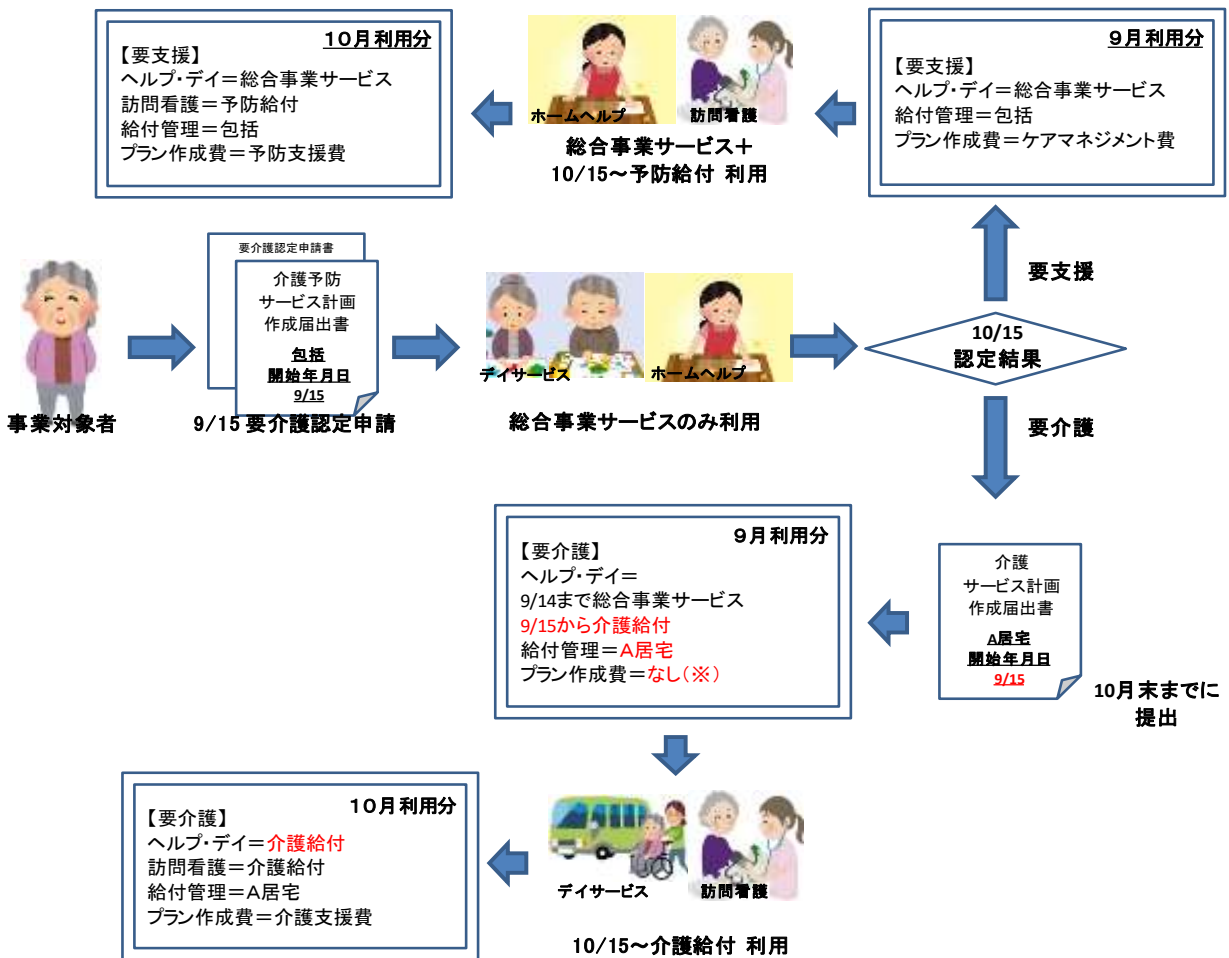 事業対象者
要介護認定申請書
介護予防
サービス計画
作成届出書
包括
開始年月日
9/15
9/15 要介護認定申請
デイサービス
ホームヘルプ
総合事業サービスのみ利用
10/15
認定結果
要支援
9月利用分
【要支援】
ヘルプ・デイ=総合事業サービス
給付管理=包括
プラン作成費=ケアマネジメント費
ホームヘルプ
訪問看護
総合事業サービス+
10/15~予防給付 利用
10月利用分
【要支援】
ヘルプ・デイ=総合事業サービス
訪問看護=予防給付
給付管理=包括
プラン作成費=予防支援費
要介護
介護
サービス計画
作成届出書
A居宅
開始年月日
9/15
10月末までに
提出
9月利用分
【要介護】
ヘルプ・デイ=
9/14まで総合事業サービス
9/15から介護給付
給付管理=A居宅
プラン作成費=なし(※)
デイサービス
訪問看護
10/15~介護給付 利用
10月利用分
【要介護】
ヘルプ・デイ=介護給付
訪問看護=介護給付
給付管理=A居宅
プラン作成費=介護支援費